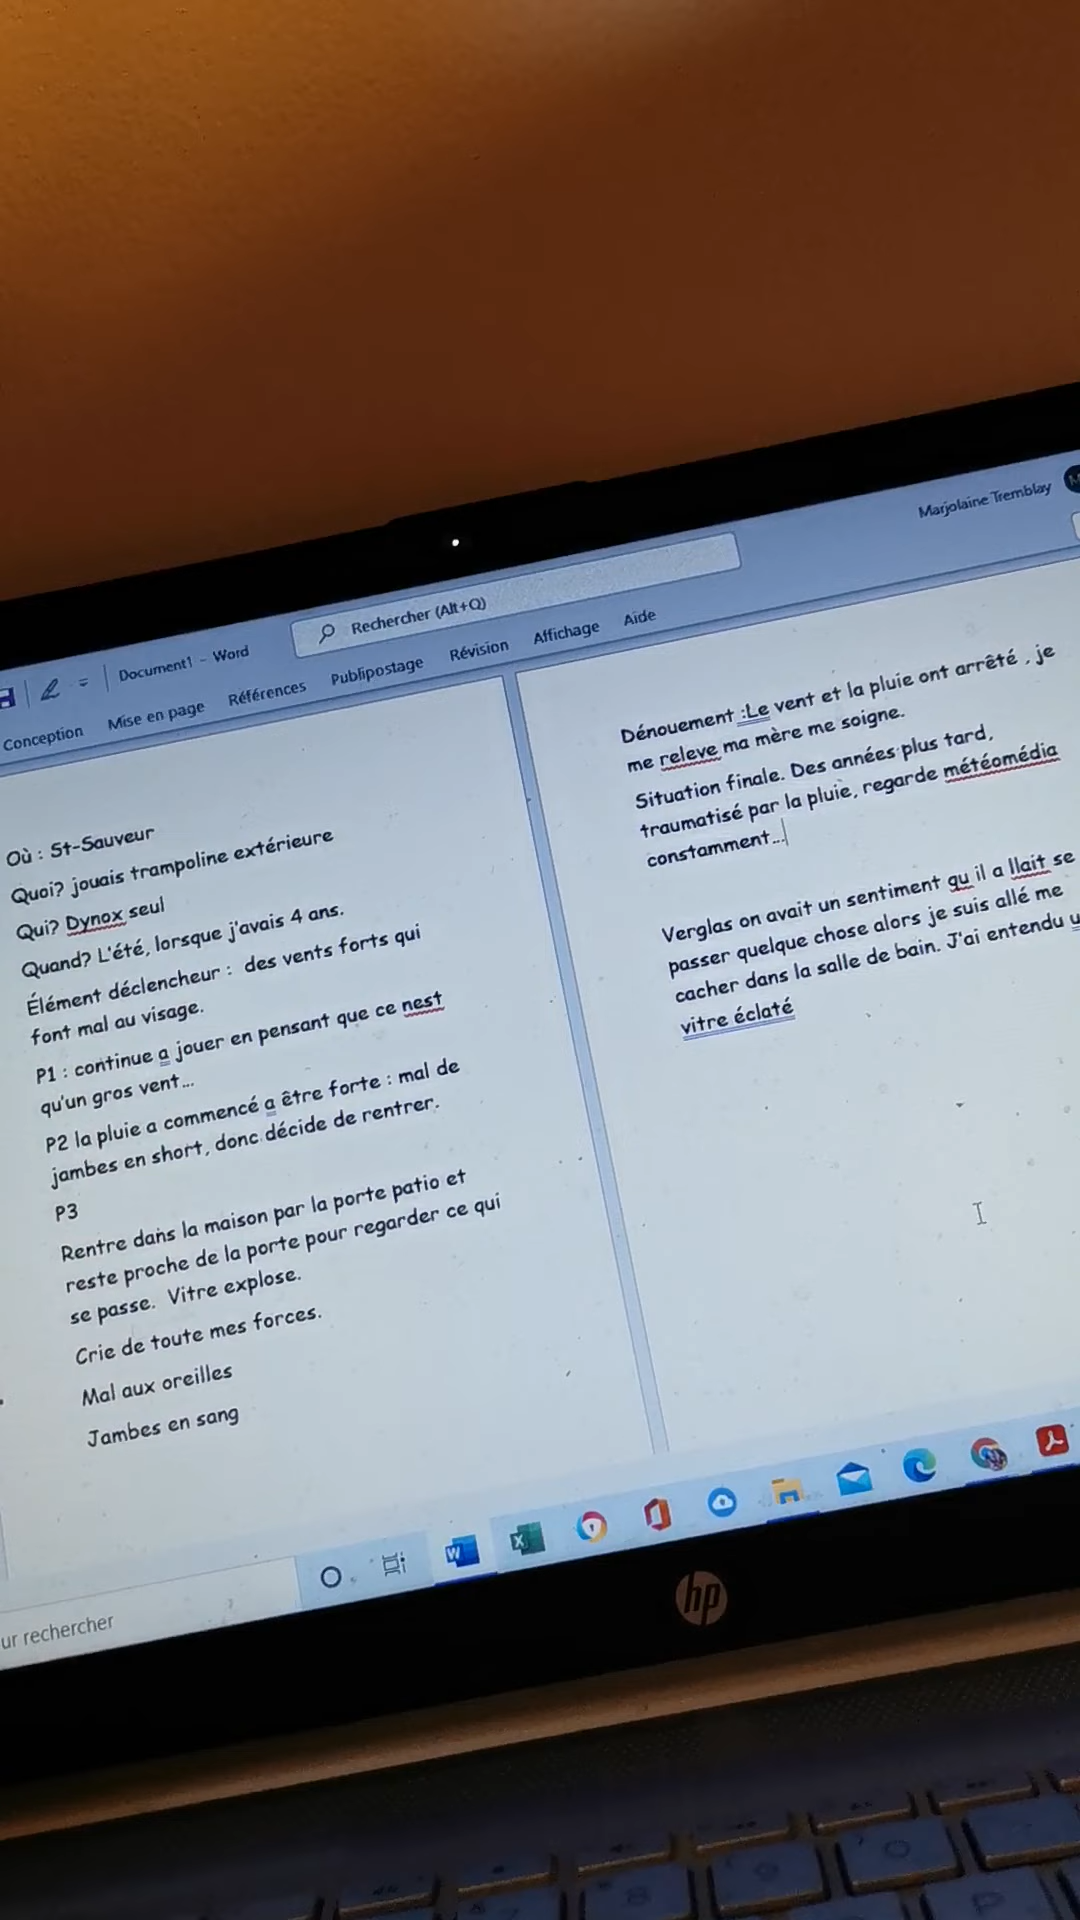 Marjolaine Tremblay
Rechercher (Alt+Q)
Document1 - Word
Conception Mise en page Références Publipostage Révision Affichage Aide
Où : St-Sauveur
Quoi? jouais trampoline extérieure
Qui? Dynox seul
Quand? L'été, lorsque j'avais 4 ans.
Élément déclencheur : des vents forts qui
font mal au visage.
P1 : continue a jouer en pensant que ce nest
qu'un gros vent...
P2 la pluie a commencé a être forte : mal de
jambes en short, donc décide de rentrer.
P3
Rentre dans la maison par la porte patio et
reste proche de la porte pour regarder ce qui
se passe. Vitre explose.
Crie de toute mes forces.
Mal aux oreilles
Jambes en sang
Dénouement :Le vent et la pluie ont arrêté , je
me releve ma mère me soigne.
Situation finale. Des années plus tard,
traumatisé par la pluie, regarde météomédia
constamment...
Verglas on avait un sentiment qu il a llait se
passer quelque chose alors je suis allé me
cacher dans la salle de bain. J'ai entendu
vitre éclaté
ur rechercher
hp